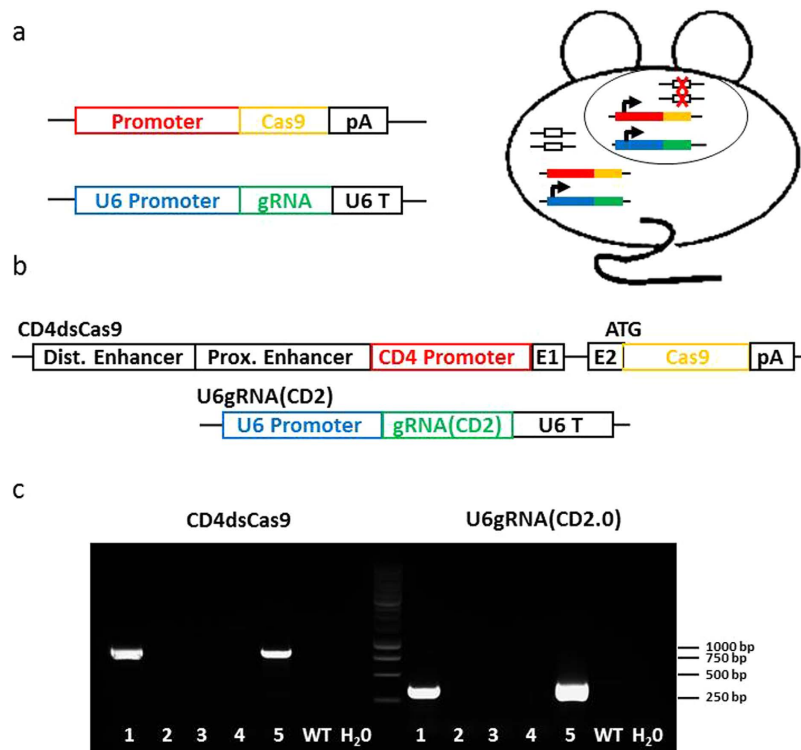 a
Promoter Cas9 pA
U6 Promoter gRNA U6 T
b
CD4dsCas9 ATG
Dist. Enhancer Prox. Enhancer CD4 Promoter E1 E2 Cas9 pA
U6gRNA(CD2)
U6 Promoter gRNA(CD2) U6 T
c
CD4dsCas9 U6gRNA(CD2.0)
1000 bp
750 bp
500 bp
250 bp
1 2 3 4 5 WT H₂0 1 2 3 4 5 WT H₂0